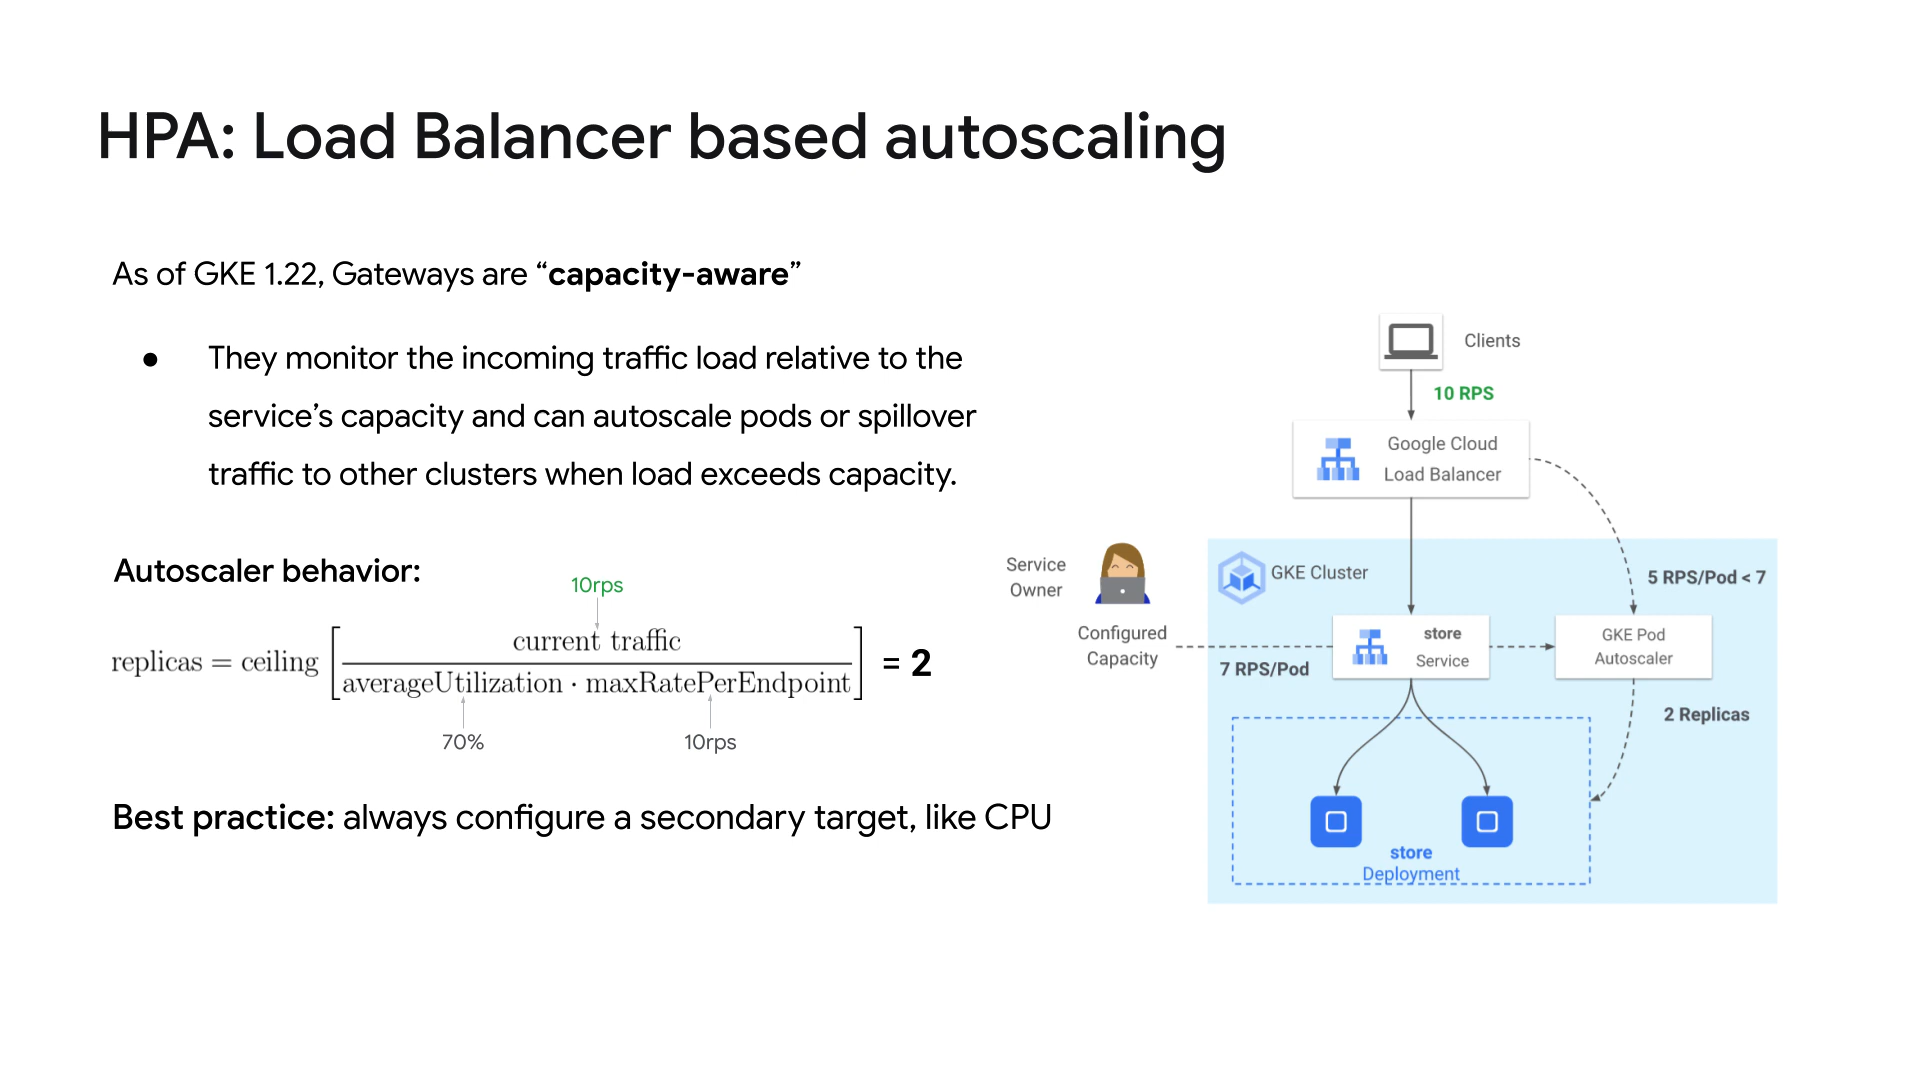 HPA: Load Balancer based autoscaling
As of GKE 1.22, Gateways are “capacity-aware”
● They monitor the incoming traffic load relative to the
service’s capacity and can autoscale pods or spillover
traffic to other clusters when load exceeds capacity.
Autoscaler behavior:
10rps
replicas = ceiling [ current traffic / averageUtilization · maxRatePerEndpoint ] = 2
70%
10rps
Best practice: always configure a secondary target, like CPU
Clients
10 RPS
Google Cloud
Load Balancer
Service
Owner
GKE Cluster
5 RPS/Pod < 7
Configured
Capacity
7 RPS/Pod
store
Service
GKE Pod
Autoscaler
2 Replicas
store
Deployment